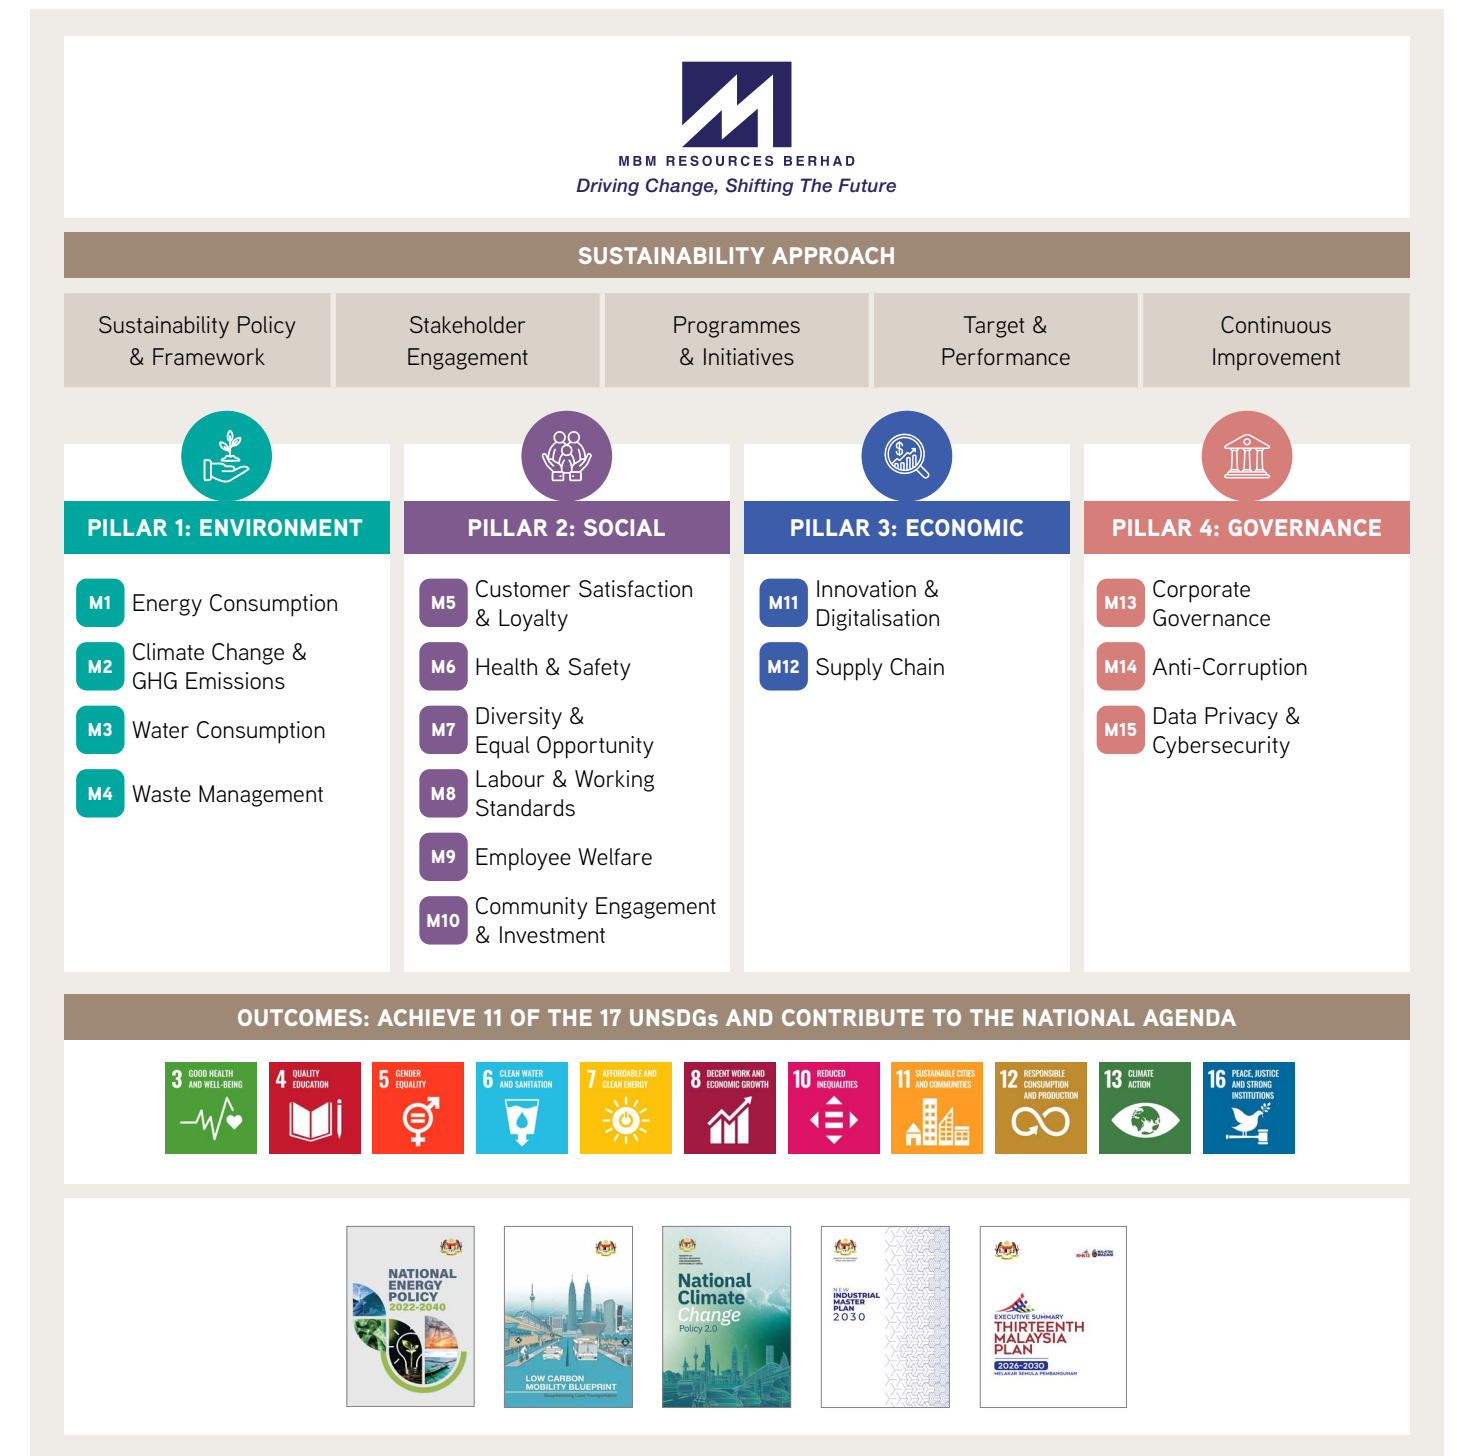 MBM RESOURCES BERHAD
Driving Change, Shifting The Future
SUSTAINABILITY APPROACH
Sustainability Policy
& Framework
Stakeholder
Engagement
Programmes
& Initiatives
Target &
Performance
Continuous
Improvement
PILLAR 1: ENVIRONMENT
M1 Energy Consumption
M2 Climate Change &
GHG Emissions
M3 Water Consumption
M4 Waste Management
PILLAR 2: SOCIAL
M5 Customer Satisfaction
& Loyalty
M6 Health & Safety
M7 Diversity &
Equal Opportunity
M8 Labour & Working
Standards
M9 Employee Welfare
M10 Community Engagement
& Investment
PILLAR 3: ECONOMIC
M11 Innovation &
Digitalisation
M12 Supply Chain
PILLAR 4: GOVERNANCE
M13 Corporate
Governance
M14 Anti-Corruption
M15 Data Privacy &
Cybersecurity
OUTCOMES: ACHIEVE 11 OF THE 17 UNSDGs AND CONTRIBUTE TO THE NATIONAL AGENDA
3 GOOD HEALTH
AND WELL-BEING
4 QUALITY
EDUCATION
5 GENDER
EQUALITY
6 CLEAN WATER
AND SANITATION
7 AFFORDABLE AND
CLEAN ENERGY
8 DECENT WORK AND
ECONOMIC GROWTH
10 REDUCED
INEQUALITIES
11 SUSTAINABLE CITIES
AND COMMUNITIES
12 RESPONSIBLE
CONSUMPTION
AND PRODUCTION
13 CLIMATE
ACTION
16 PEACE, JUSTICE
AND STRONG
INSTITUTIONS
NATIONAL
ENERGY
POLICY
2022-2040
LOW CARBON
MOBILITY BLUEPRINT
National
Climate
Change
Policy 2.0
NEW
INDUSTRIAL
MASTER
PLAN
2030
EXECUTIVE SUMMARY
THIRTEENTH
MALAYSIA
PLAN
2026-2030
MELAKAR SEMULA PEMBANGUNAN